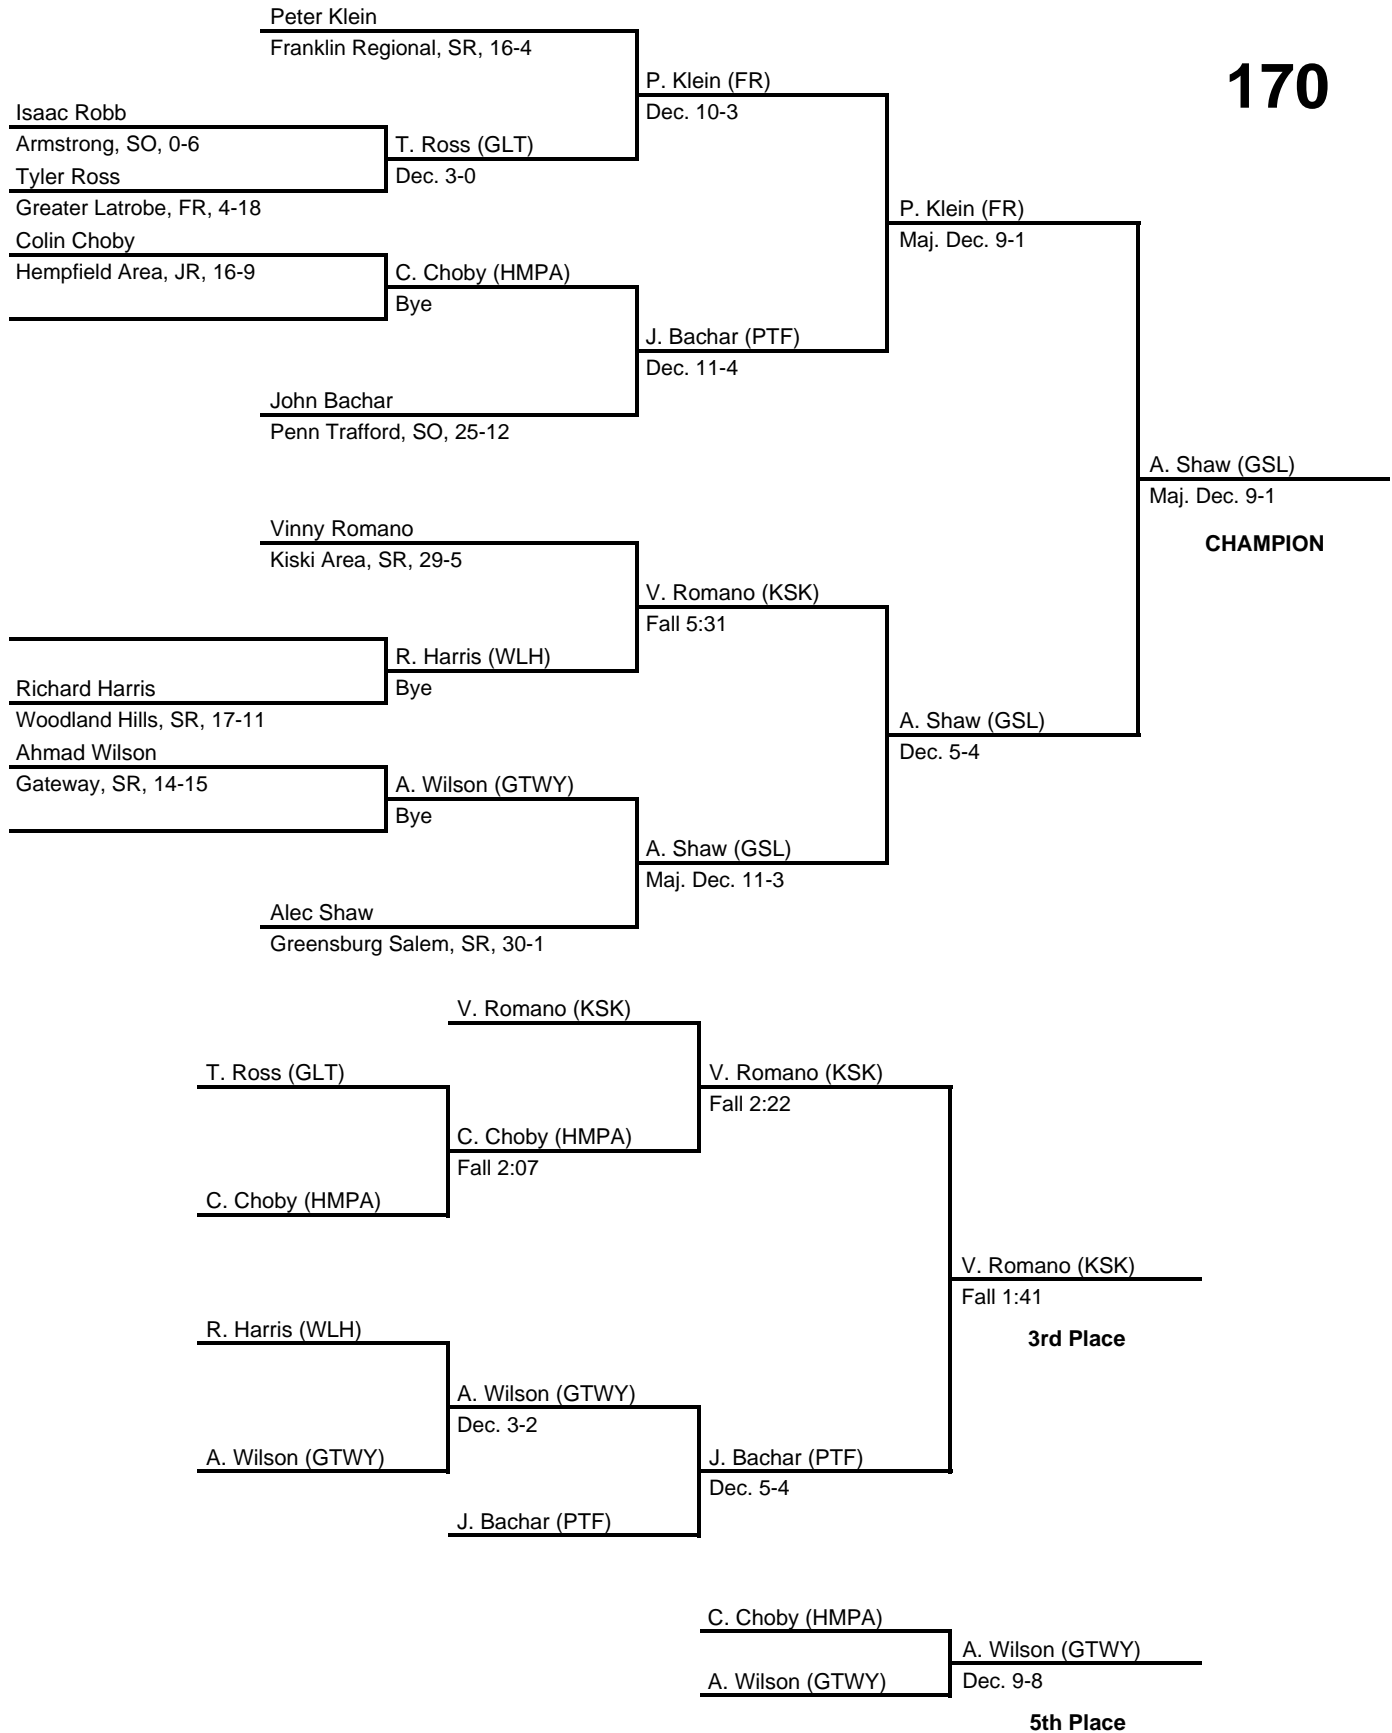 Peter Klein
Franklin Regional, SR, 16-4
170
P. Klein (FR)
Dec. 10-3
Isaac Robb
Armstrong, SO, 0-6
T. Ross (GLT)
Dec. 3-0
Tyler Ross
Greater Latrobe, FR, 4-18
P. Klein (FR)
Maj. Dec. 9-1
Colin Choby
Hempfield Area, JR, 16-9
C. Choby (HMPA)
Bye
J. Bachar (PTF)
Dec. 11-4
John Bachar
Penn Trafford, SO, 25-12
A. Shaw (GSL)
Maj. Dec. 9-1
CHAMPION
Vinny Romano
Kiski Area, SR, 29-5
V. Romano (KSK)
Fall 5:31
R. Harris (WLH)
Bye
Richard Harris
Woodland Hills, SR, 17-11
A. Shaw (GSL)
Dec. 5-4
Ahmad Wilson
Gateway, SR, 14-15
A. Wilson (GTWY)
Bye
A. Shaw (GSL)
Maj. Dec. 11-3
Alec Shaw
Greensburg Salem, SR, 30-1
V. Romano (KSK)
T. Ross (GLT)
V. Romano (KSK)
Fall 2:22
C. Choby (HMPA)
Fall 2:07
C. Choby (HMPA)
V. Romano (KSK)
Fall 1:41
3rd Place
R. Harris (WLH)
A. Wilson (GTWY)
Dec. 3-2
A. Wilson (GTWY)
J. Bachar (PTF)
Dec. 5-4
J. Bachar (PTF)
C. Choby (HMPA)
A. Wilson (GTWY)
Dec. 9-8
A. Wilson (GTWY)
5th Place